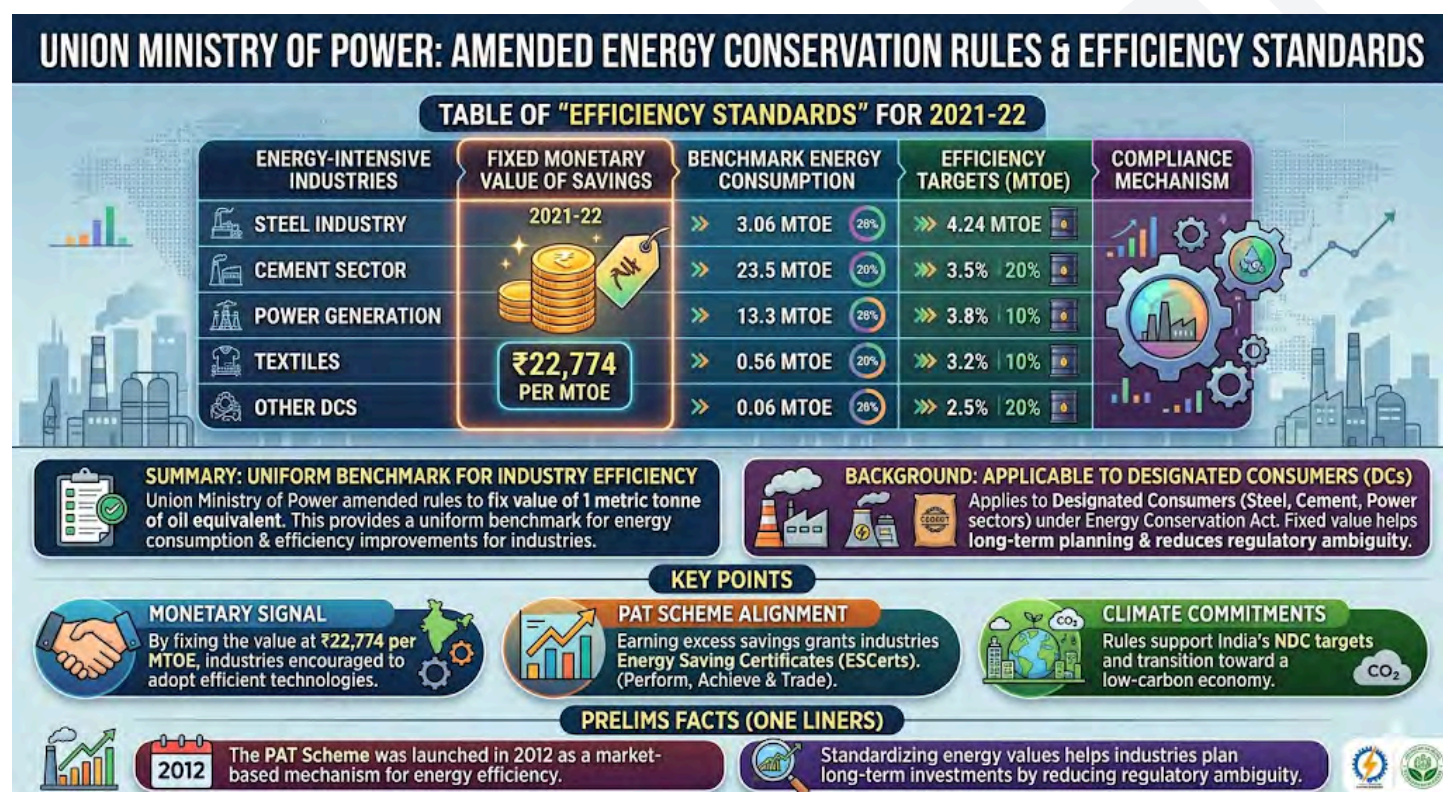 UNION MINISTRY OF POWER: AMENDED ENERGY CONSERVATION RULES & EFFICIENCY STANDARDS
TABLE OF "EFFICIENCY STANDARDS" FOR 2021-22
ENERGY-INTENSIVE
INDUSTRIES
FIXED MONETARY
VALUE OF SAVINGS
BENCHMARK ENERGY
CONSUMPTION
EFFICIENCY
TARGETS (MTOE)
COMPLIANCE
MECHANISM
2021-22
₹22,774
PER MTOE
STEEL INDUSTRY 3.06 MTOE 26% 4.24 MTOE
CEMENT SECTOR 23.5 MTOE 20% 3.5% 20%
POWER GENERATION 13.3 MTOE 26% 3.8% 10%
TEXTILES 0.56 MTOE 20% 3.2% 10%
OTHER DCS 0.06 MTOE 26% 2.5% 20%
SUMMARY: UNIFORM BENCHMARK FOR INDUSTRY EFFICIENCY
Union Ministry of Power amended rules to fix value of 1 metric tonne
of oil equivalent. This provides a uniform benchmark for energy
consumption & efficiency improvements for industries.
BACKGROUND: APPLICABLE TO DESIGNATED CONSUMERS (DCs)
Applies to Designated Consumers (Steel, Cement, Power
sectors) under Energy Conservation Act. Fixed value helps
long-term planning & reduces regulatory ambiguity.
KEY POINTS
MONETARY SIGNAL
By fixing the value at ₹22,774 per
MTOE, industries encouraged to
adopt efficient technologies.
PAT SCHEME ALIGNMENT
Earning excess savings grants industries
Energy Saving Certificates (ESCerts).
(Perform, Achieve & Trade).
CLIMATE COMMITMENTS
Rules support India's NDC targets
and transition toward a
low-carbon economy.
CO₂
CO₂
PRELIMS FACTS (ONE LINERS)
2012
The PAT Scheme was launched in 2012 as a market-
based mechanism for energy efficiency.
Standardizing energy values helps industries plan
long-term investments by reducing regulatory ambiguity.